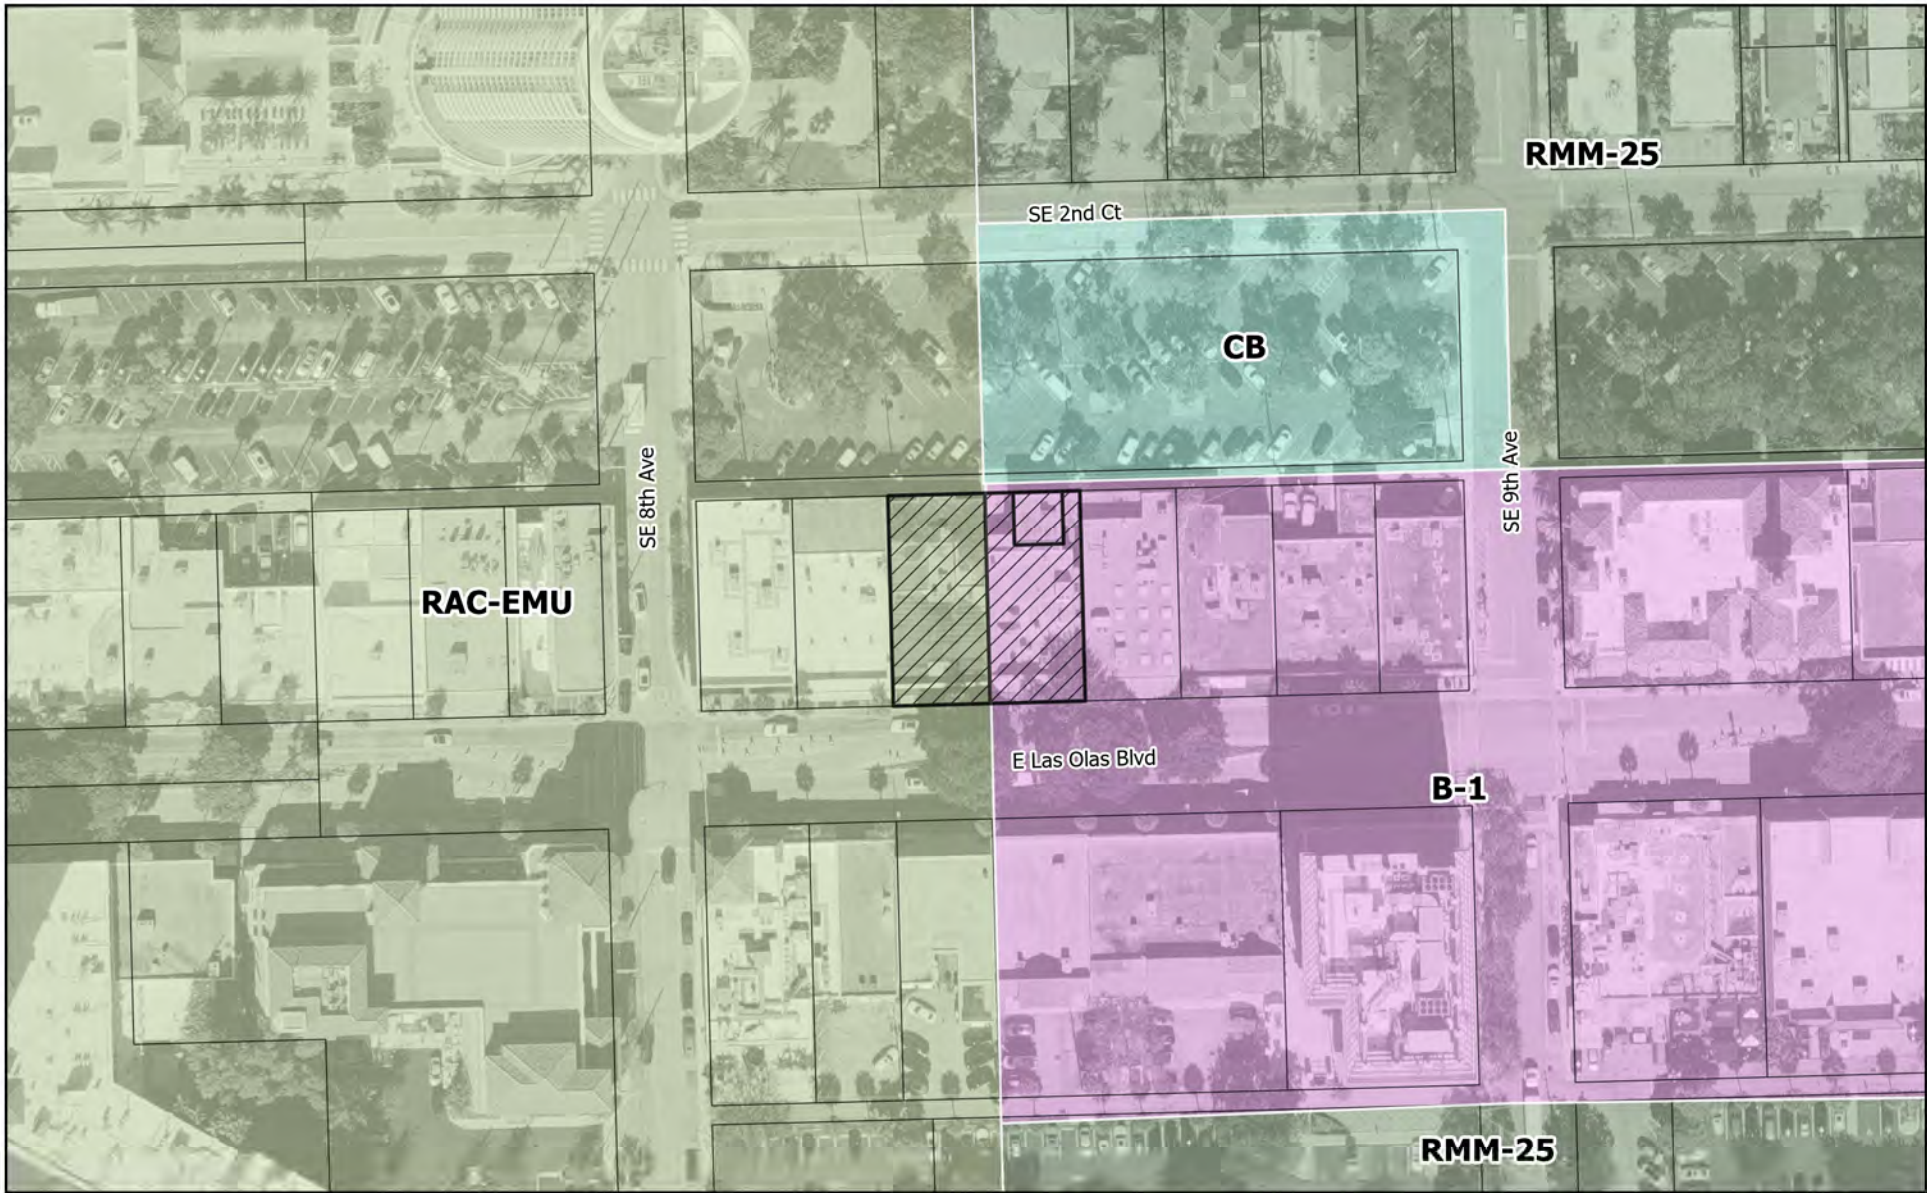 RMM-25
SE 2nd Ct
CB
SE 8th Ave
SE 9th Ave
RAC-EMU
E Las Olas Blvd
B-1
RMM-25